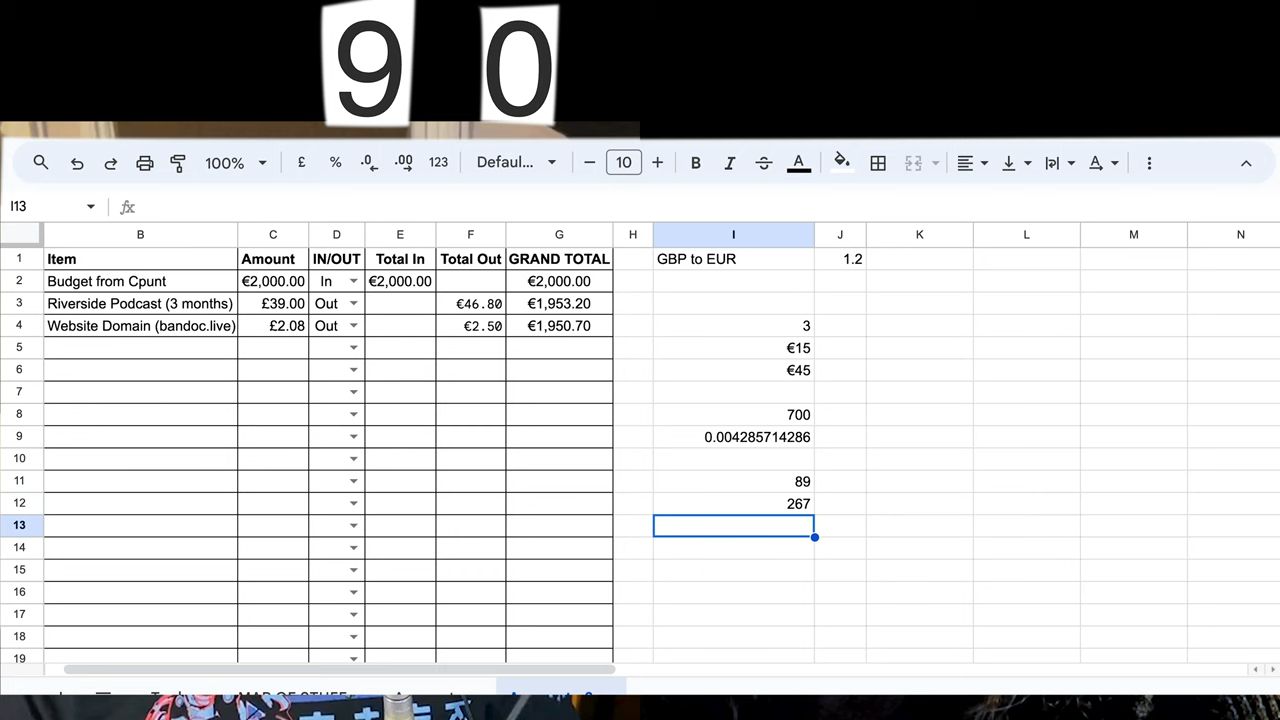 9 0
100% £ % .0 .00 123 Defaul... 10 B I S A
I13 fx
B C D E F G H I J K L M N
1 Item Amount IN/OUT Total In Total Out GRAND TOTAL GBP to EUR 1.2
2 Budget from Cpunt €2,000.00 In €2,000.00 €2,000.00
3 Riverside Podcast (3 months) £39.00 Out €46.80 €1,953.20
4 Website Domain (bandoc.live) £2.08 Out €2.50 €1,950.70 3
5 €15
6 €45
7
8 700
9 0.004285714286
10
11 89
12 267
13
14
15
16
17
18
19